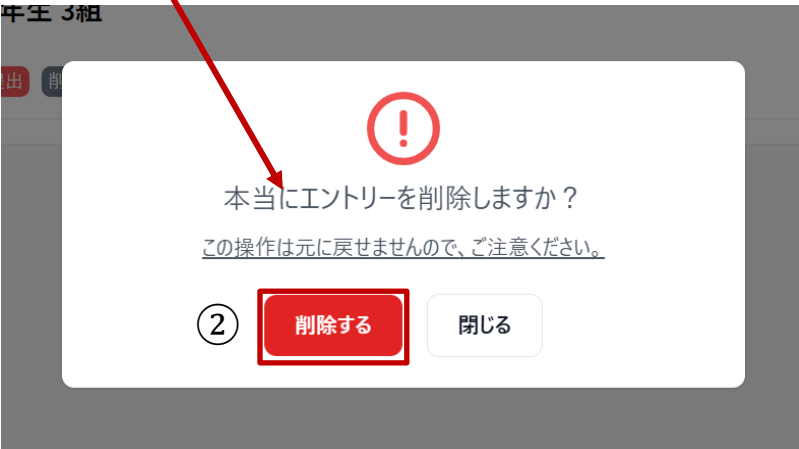 年生 3組
出 削
本当にエントリーを削除しますか？
この操作は元に戻せませんので、ご注意ください。
② 削除する 閉じる